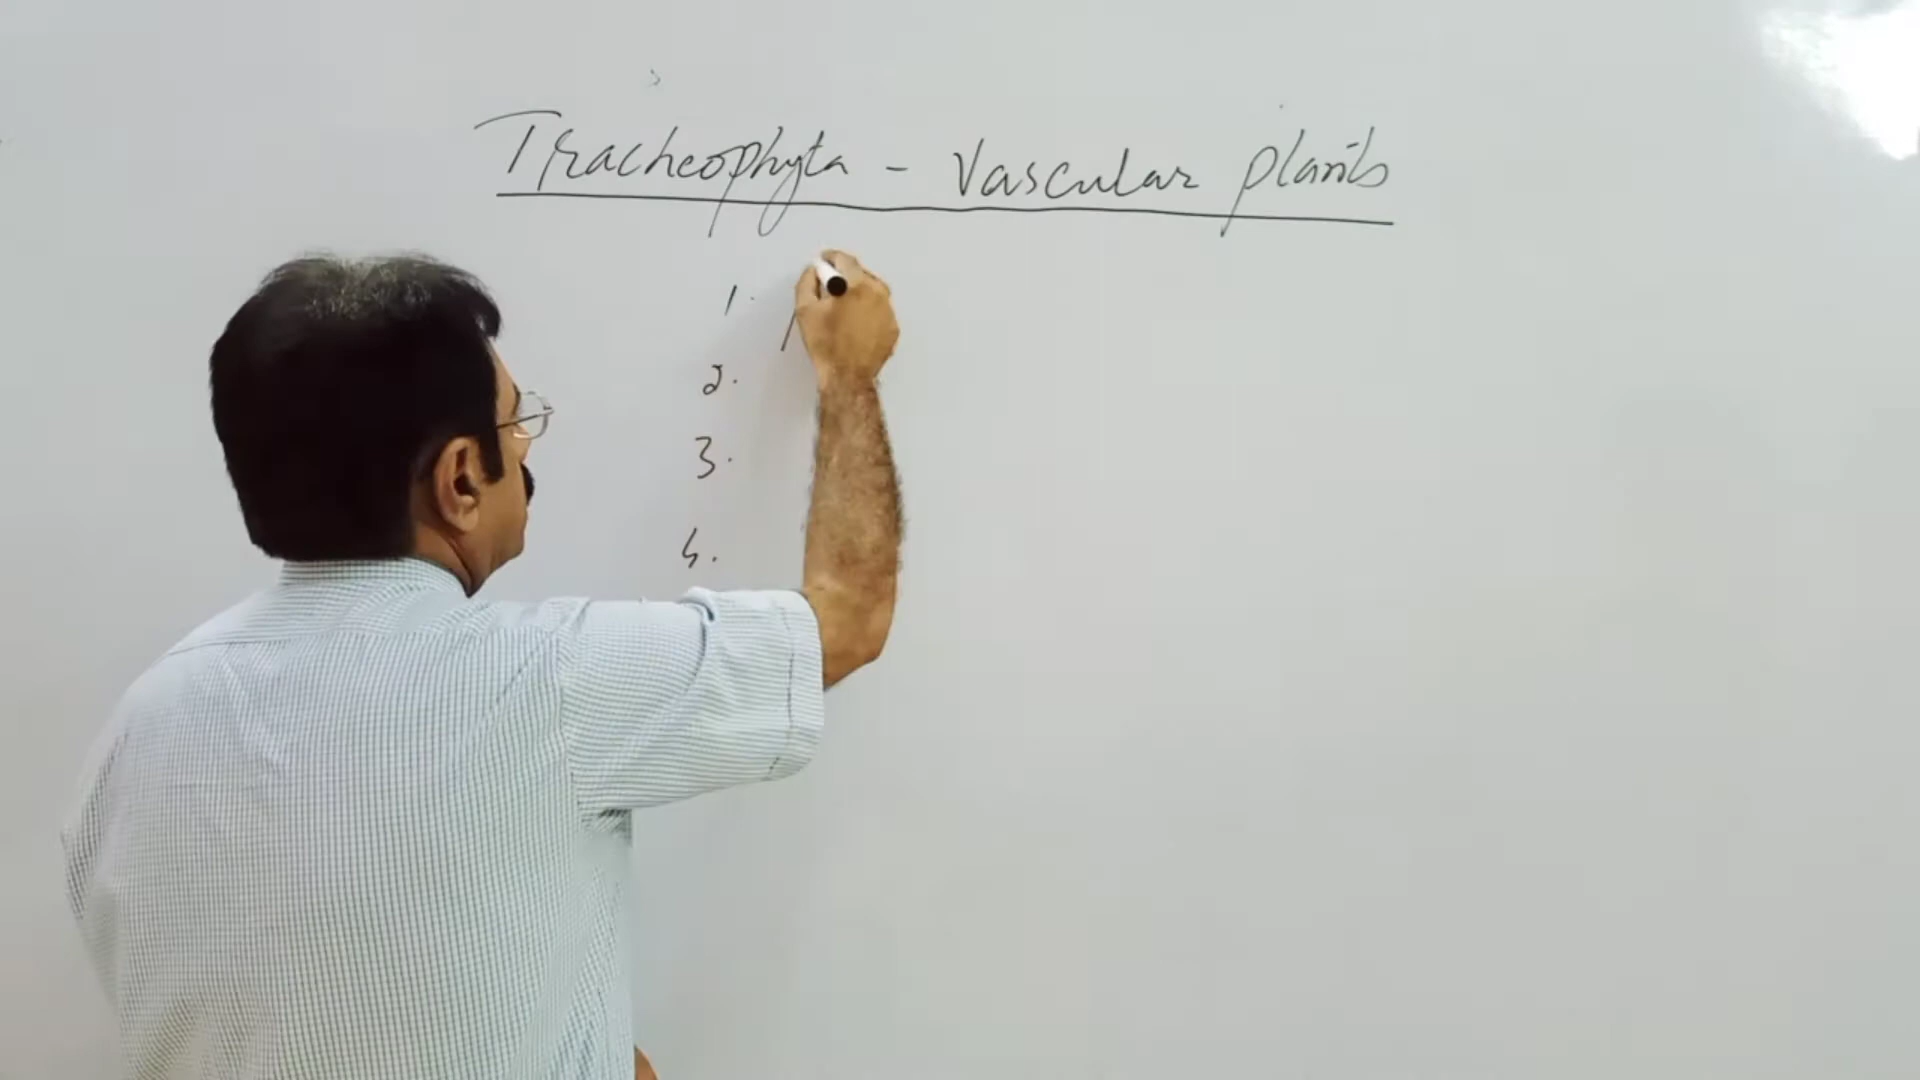 Tracheophyta - Vascular plants
1.
2.
3.
4.